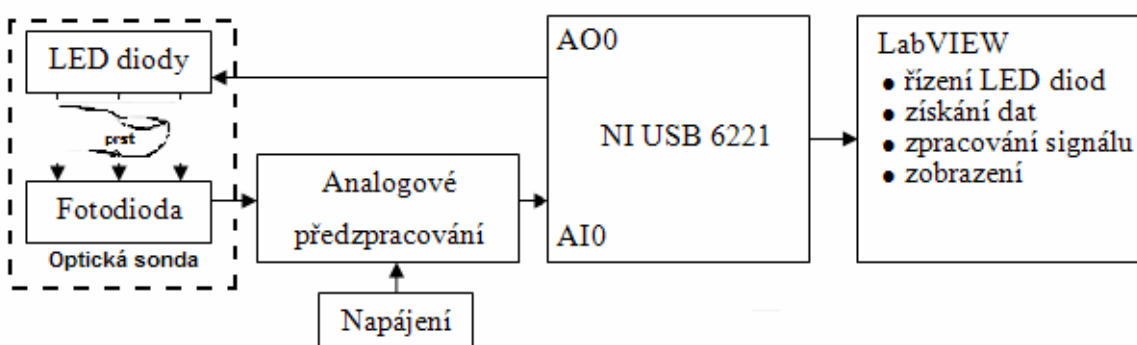 LED diody
prst
Fotodioda
Optická sonda
Analogové
předzpracování
Napájení
AO0
NI USB 6221
AI0
LabVIEW
• řízení LED diod
• získání dat
• zpracování signálu
• zobrazení